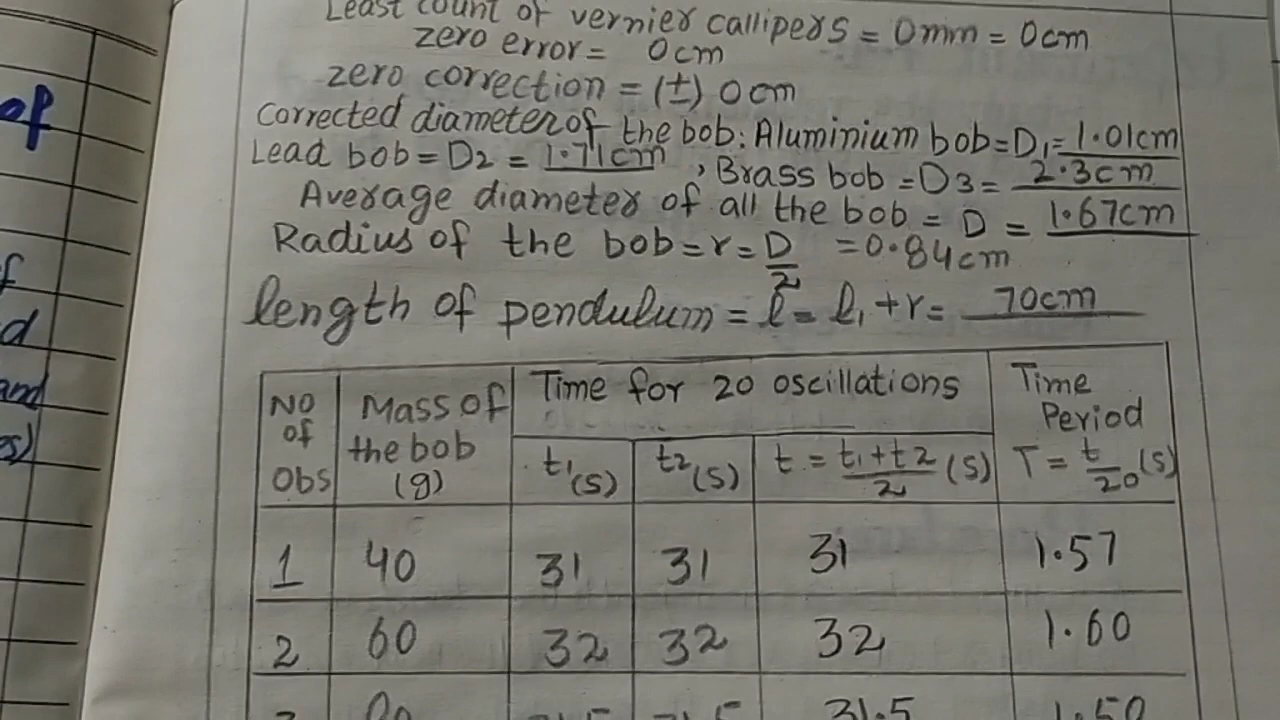 Least count of vernier callipers = 0mm = 0cm
zero error = 0cm
zero correction = (±) 0cm
Corrected diameter of the bob: Aluminium bob = D1 = 1.01cm
Lead bob = D2 = 1.71cm, Brass bob = D3 = 2.3cm
Average diameter of all the bob = D = 1.67cm
Radius of the bob = r = D/2 = 0.84cm
length of pendulum = l = l1 + r = 70cm
No of Obs | Mass of the bob (g) | Time for 20 oscillations | Time Period
t1(s) | t2(s) | t = t1+t2/2 (s) | T = t/20 (s)
1 | 40 | 31 | 31 | 31 | 1.57
2 | 60 | 32 | 32 | 32 | 1.60
31.5
of
d
and